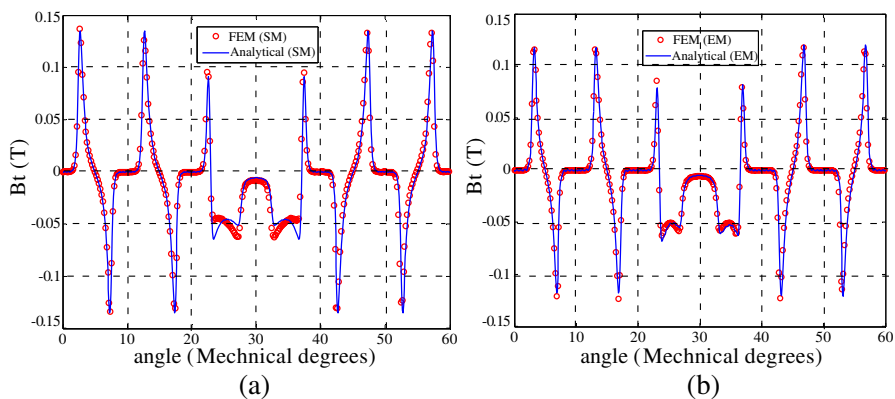 Bt (T)
0.15
0.1
0.05
0
-0.05
-0.1
-0.15
FEM (SM)
Analytical (SM)
0 10 20 30 40 50 60
angle (Mechnical degrees)
(a)
Bt (T)
0.15
0.1
0.05
0
-0.05
-0.1
-0.15
FEM (EM)
Analytical (EM)
0 10 20 30 40 50 60
angle (Mechnical degrees)
(b)